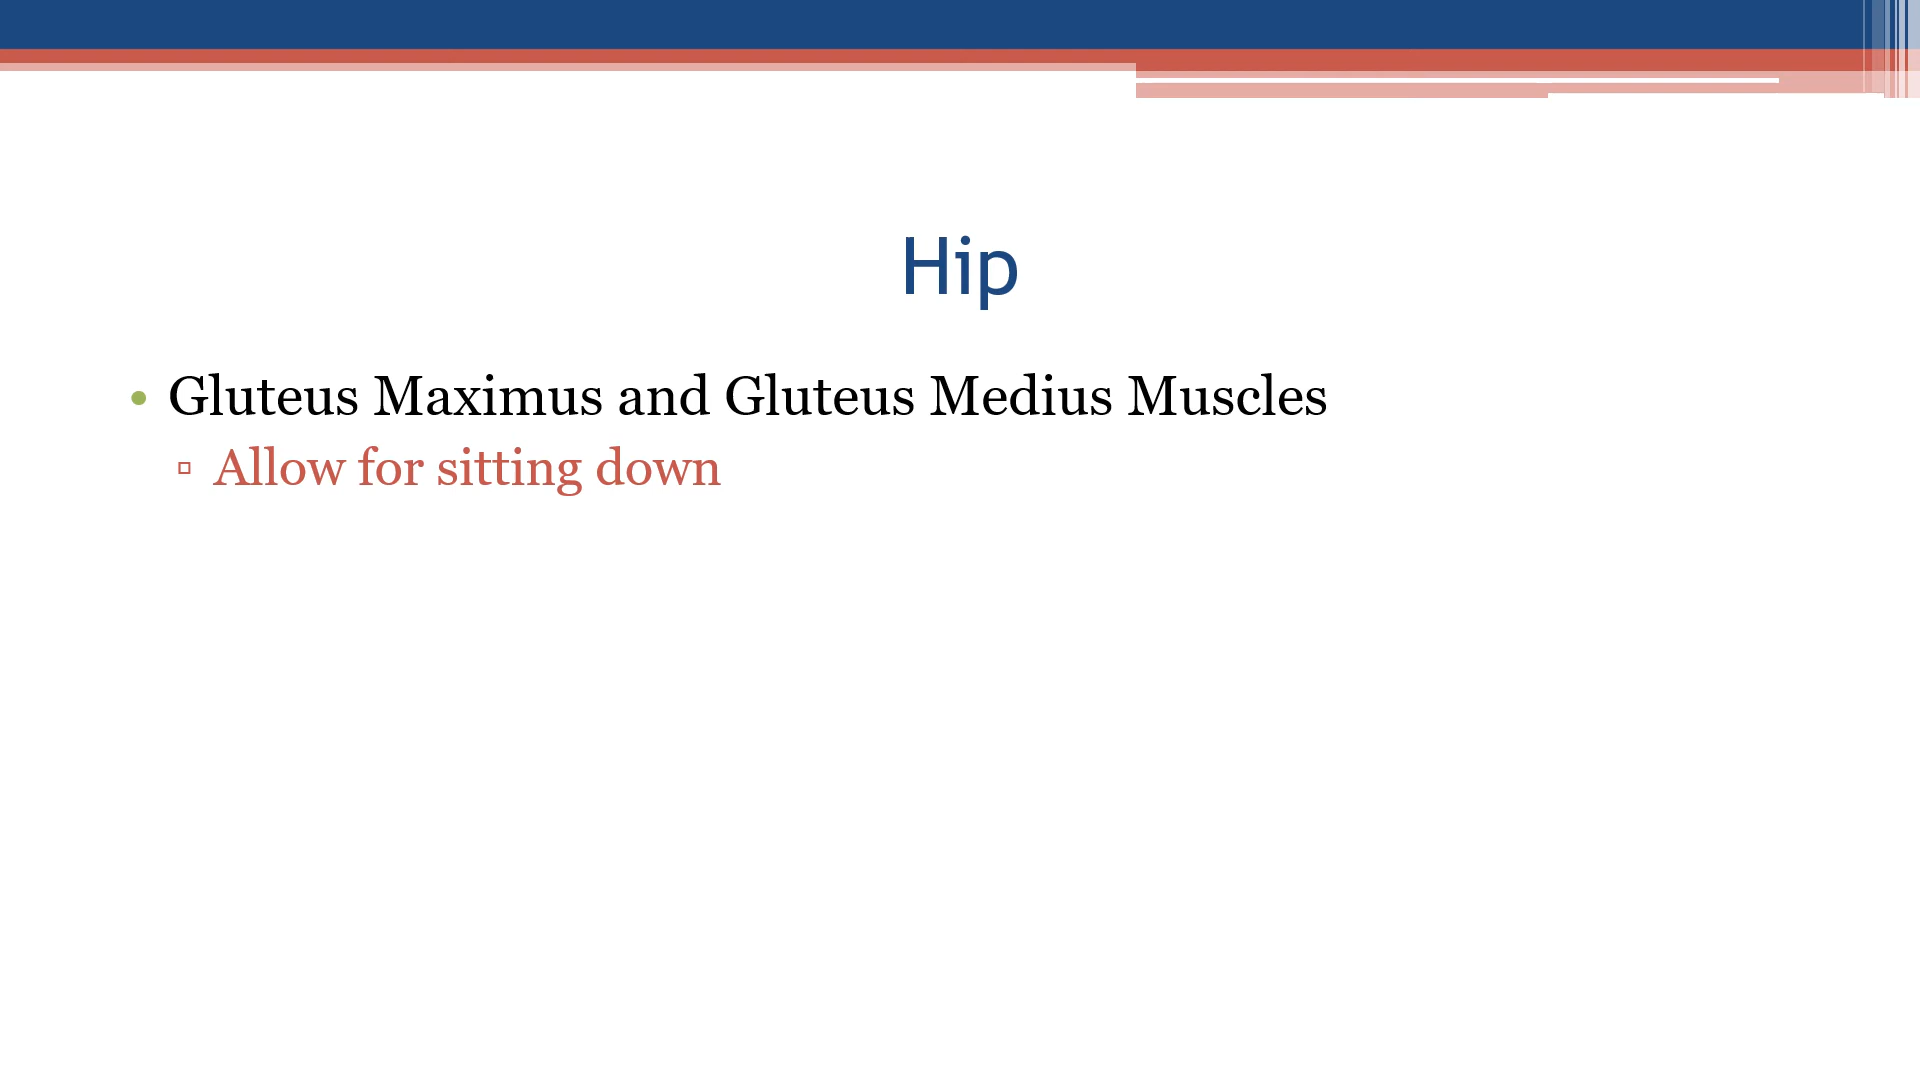 Hip
• Gluteus Maximus and Gluteus Medius Muscles
▫ Allow for sitting down